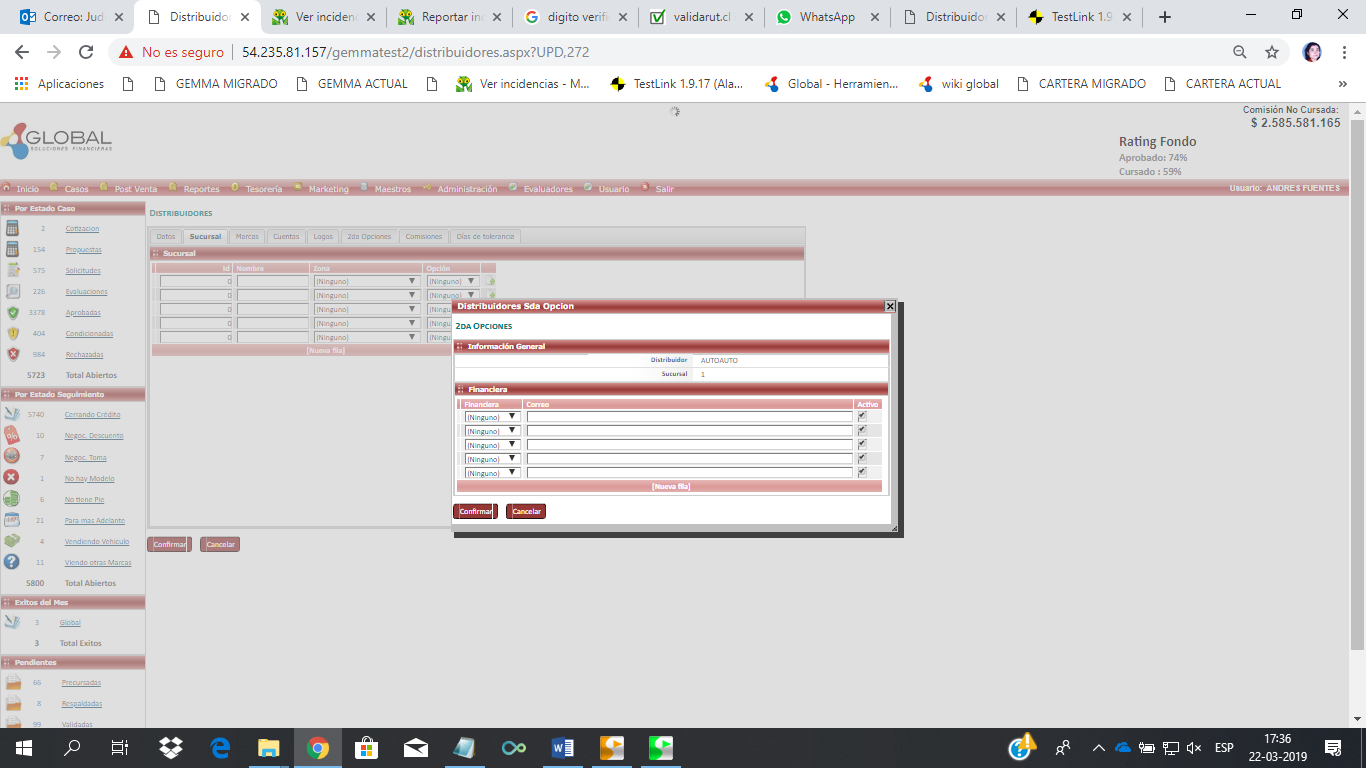 Correo: Jud
Distribuidor
Ver inciden
Reportar in
digito verifi
validarut.cl
WhatsApp
Distribuidor
TestLink 1.9
No es seguro
54.235.81.157/gemmatest2/distribuidores.aspx?UPD,272
Aplicaciones
GEMMA MIGRADO
GEMMA ACTUAL
Ver incidencias - M...
TestLink 1.9.17 (Ala...
Global - Herramien...
wiki global
CARTERA MIGRADO
CARTERA ACTUAL
»
GLOBAL
SOLUCIONES FINANCIERAS
Comisión No Cursada:
$ 2.585.581.165
Rating Fondo
Aprobado: 74%
Cursado : 59%
Inicio Casos Post Venta Reportes Tesorería Marketing Maestros Administración Evaluadores Usuario Salir
Usuario: ANDRES FUENTES
Por Estado Caso
2 Cotización
154 Propuestas
575 Solicitudes
226 Evaluaciones
3378 Aprobadas
404 Condicionadas
984 Rechazadas
5723 Total Abiertos
Por Estado Seguimiento
5740 Cerrando Crédito
10 Negoc. Descuento
7 Negoc. Toma
1 No hay Modelo
6 No tiene Pie
21 Para mas Adelante
4 Vendiendo Vehículo
11 Viendo otras Marcas
5800 Total Abiertos
Exitos del Mes
3 Global
3 Total Exitos
Pendientes
66 Precursadas
8 Respaldadas
99 Validadas
DISTRIBUIDORES
Datos Sucursal Marcas Cuentas Logos 2da Opciones Comisiones Días de tolerancia
Sucursal
Id Nombre Zona Opción
0 (Ninguno) (Ninguno)
0 (Ninguno) (Ninguno)
0 (Ninguno) (Ningu
0 (Ninguno) (Ningu
0 (Ninguno) (Ningu
[Nueva fila]
Confirmar Cancelar
Distribuidores Sda Opcion
2DA OPCIONES
Información General
Distribuidor AUTOAUTO
Sucursal 1
Financiera
Financiera Correo Activo
(Ninguno)
(Ninguno)
(Ninguno)
(Ninguno)
(Ninguno)
[Nueva fila]
Confirmar Cancelar
ESP
17:36
22-03-2019